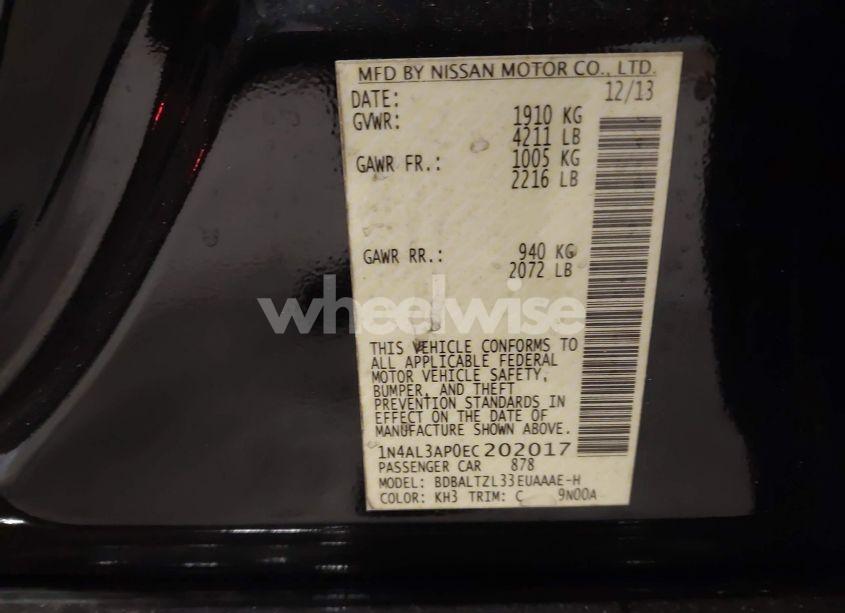 MFD BY NISSAN MOTOR CO., LTD.
DATE: 12/13
GVWR: 1910 KG
4211 LB
GAWR FR.: 1005 KG
2216 LB
GAWR RR.: 940 KG
2072 LB
wheelwise
THIS VEHICLE CONFORMS TO
ALL APPLICABLE FEDERAL
MOTOR VEHICLE SAFETY,
BUMPER, AND THEFT
PREVENTION STANDARDS IN
EFFECT ON THE DATE OF
MANUFACTURE SHOWN ABOVE.
1N4AL3AP0EC202017
PASSENGER CAR 878
MODEL: BDBALTZL33EUAAAE-H
COLOR: KH3 TRIM: C 9N00A